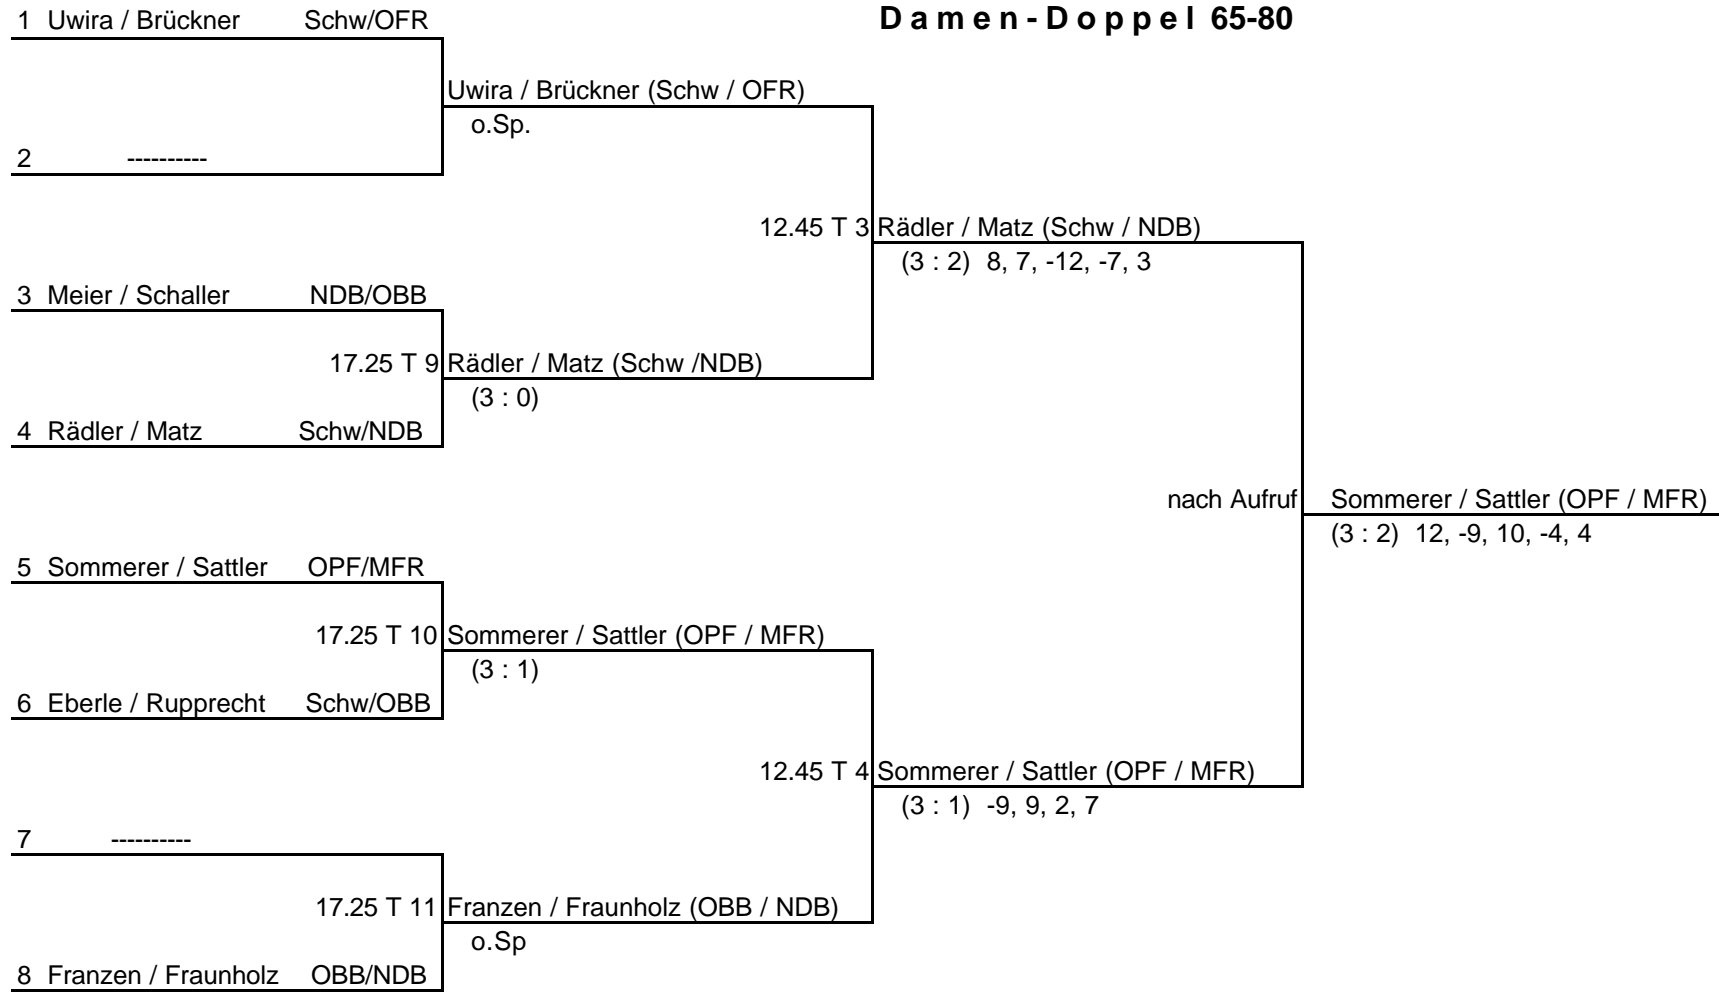 1 Uwira / Brückner Schw/OFR
D a m e n - D o p p e l 65-80
Uwira / Brückner (Schw / OFR)
o.Sp.
2 ----------
12.45 T 3 Rädler / Matz (Schw / NDB)
(3 : 2) 8, 7, -12, -7, 3
3 Meier / Schaller NDB/OBB
17.25 T 9 Rädler / Matz (Schw /NDB)
(3 : 0)
4 Rädler / Matz Schw/NDB
nach Aufruf Sommerer / Sattler (OPF / MFR)
(3 : 2) 12, -9, 10, -4, 4
5 Sommerer / Sattler OPF/MFR
17.25 T 10 Sommerer / Sattler (OPF / MFR)
(3 : 1)
6 Eberle / Rupprecht Schw/OBB
12.45 T 4 Sommerer / Sattler (OPF / MFR)
(3 : 1) -9, 9, 2, 7
7 ----------
17.25 T 11 Franzen / Fraunholz (OBB / NDB)
o.Sp
8 Franzen / Fraunholz OBB/NDB